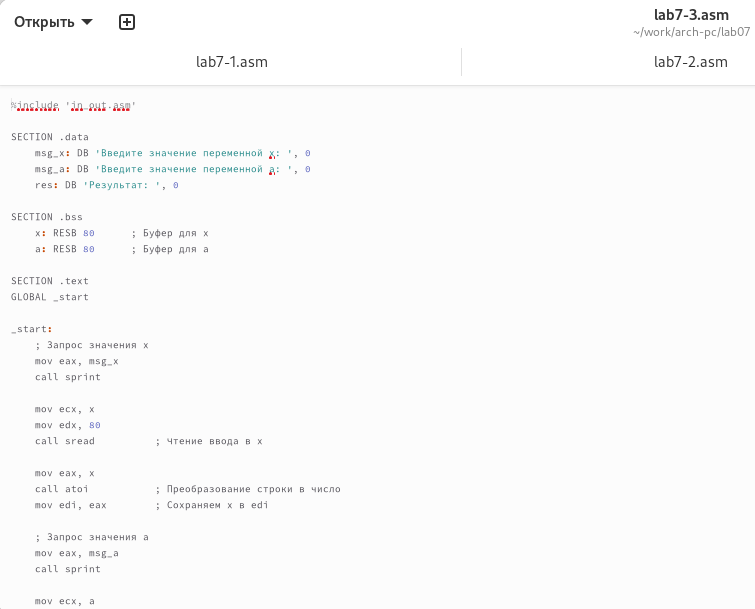 Открыть
lab7-3.asm
~/work/arch-pc/lab07
lab7-1.asm
lab7-2.asm
%include 'in_out.asm'
SECTION .data
msg_x: DB 'Введите значение переменной x: ', 0
msg_a: DB 'Введите значение переменной a: ', 0
res: DB 'Результат: ', 0
SECTION .bss
x: RESB 80 ; Буфер для x
a: RESB 80 ; Буфер для a
SECTION .text
GLOBAL _start
_start:
; Запрос значения x
mov eax, msg_x
call sprint
mov ecx, x
mov edx, 80
call sread ; Чтение ввода в x
mov eax, x
call atoi ; Преобразование строки в число
mov edi, eax ; Сохраняем x в edi
; Запрос значения a
mov eax, msg_a
call sprint
mov ecx, a